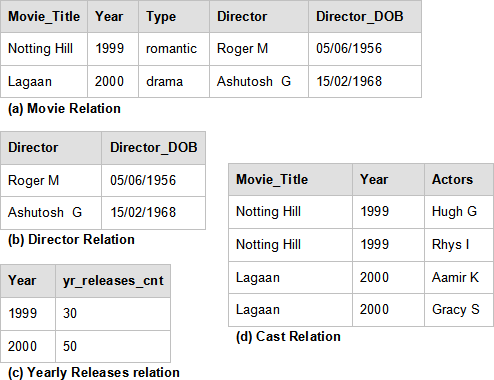 Movie_Title Year Type Director Director_DOB
Notting Hill 1999 romantic Roger M 05/06/1956
Lagaan 2000 drama Ashutosh G 15/02/1968
(a) Movie Relation
Director Director_DOB
Roger M 05/06/1956
Ashutosh G 15/02/1968
(b) Director Relation
Year yr_releases_cnt
1999 30
2000 50
(c) Yearly Releases relation
Movie_Title Year Actors
Notting Hill 1999 Hugh G
Notting Hill 1999 Rhys I
Lagaan 2000 Aamir K
Lagaan 2000 Gracy S
(d) Cast Relation